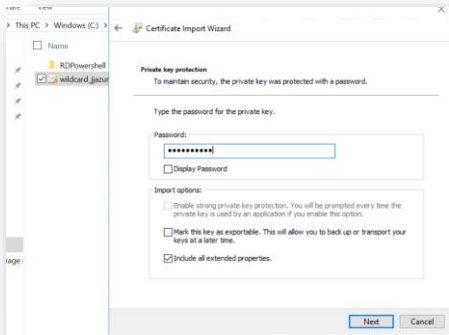 View
> This PC > Windows (C:) >
Name
RDPowershell
wildcard_jjazur
Certificate Import Wizard
Private key protection
To maintain security, the private key was protected with a password.
Type the password for the private key.
Password:
••••••••••
Display Password
Import options:
Enable strong private key protection. You will be prompted every time the
private key is used by an application if you enable this option.
Mark this key as exportable. This will allow you to back up or transport your
keys at a later time.
Include all extended properties.
Next Cancel